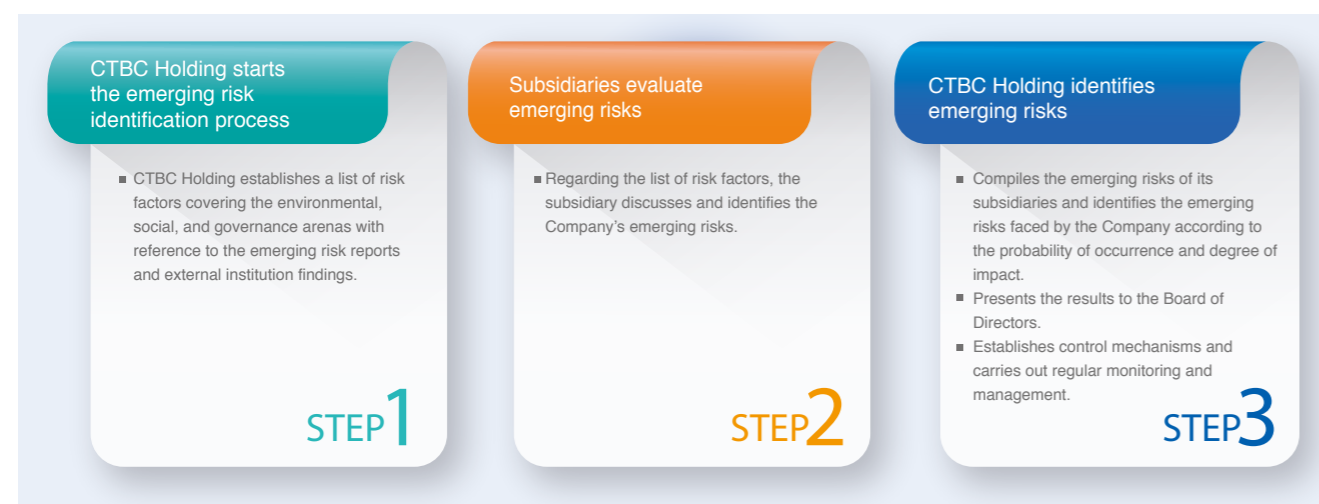 CTBC Holding starts
the emerging risk
identification process
■ CTBC Holding establishes a list of risk
factors covering the environmental,
social, and governance arenas with
reference to the emerging risk reports
and external institution findings.
STEP1
Subsidiaries evaluate
emerging risks
■ Regarding the list of risk factors, the
subsidiary discusses and identifies the
Company's emerging risks.
STEP2
CTBC Holding identifies
emerging risks
■ Compiles the emerging risks of its
subsidiaries and identifies the emerging
risks faced by the Company according to
the probability of occurrence and degree of
impact.
■ Presents the results to the Board of
Directors.
■ Establishes control mechanisms and
carries out regular monitoring and
management.
STEP3